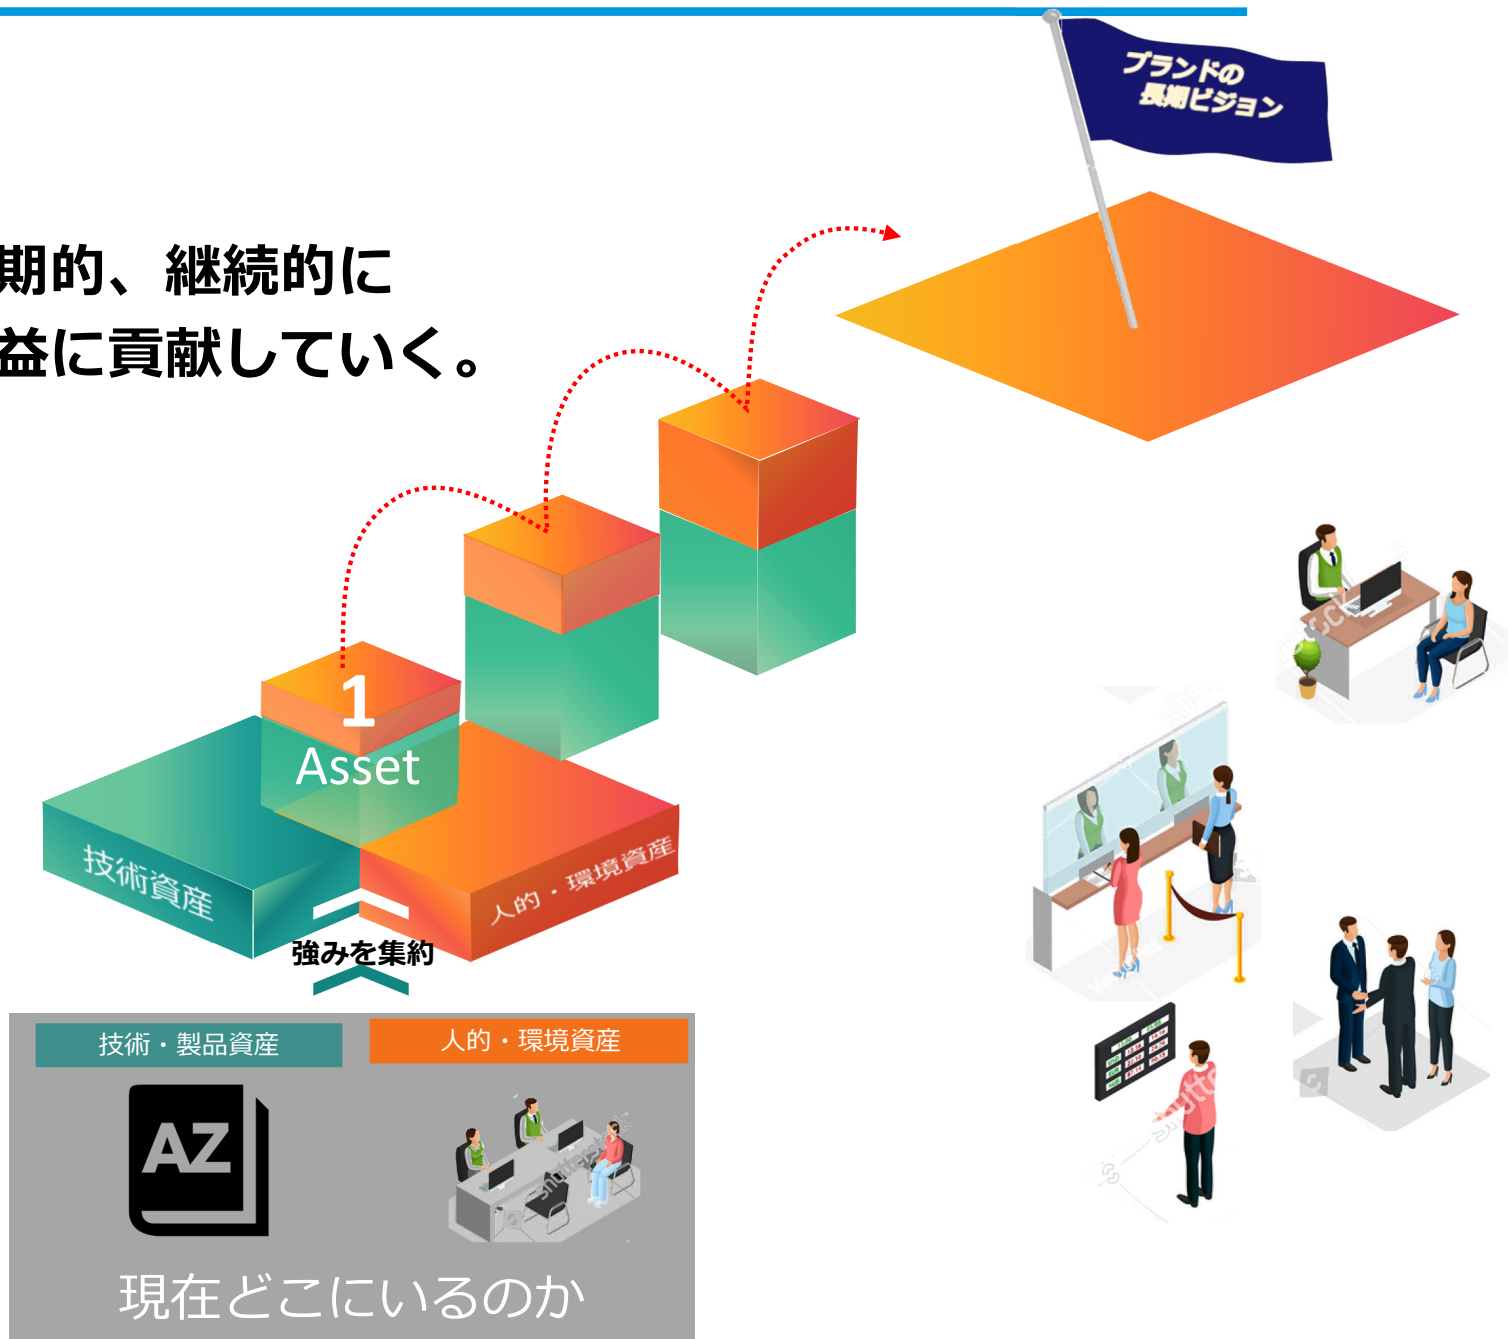 ブランドの
長期ビジョン
期的、継続的に
益に貢献していく。
1
Asset
技術資産
人的・環境資産
強みを集約
技術・製品資産
人的・環境資産
AZ
現在どこにいるのか